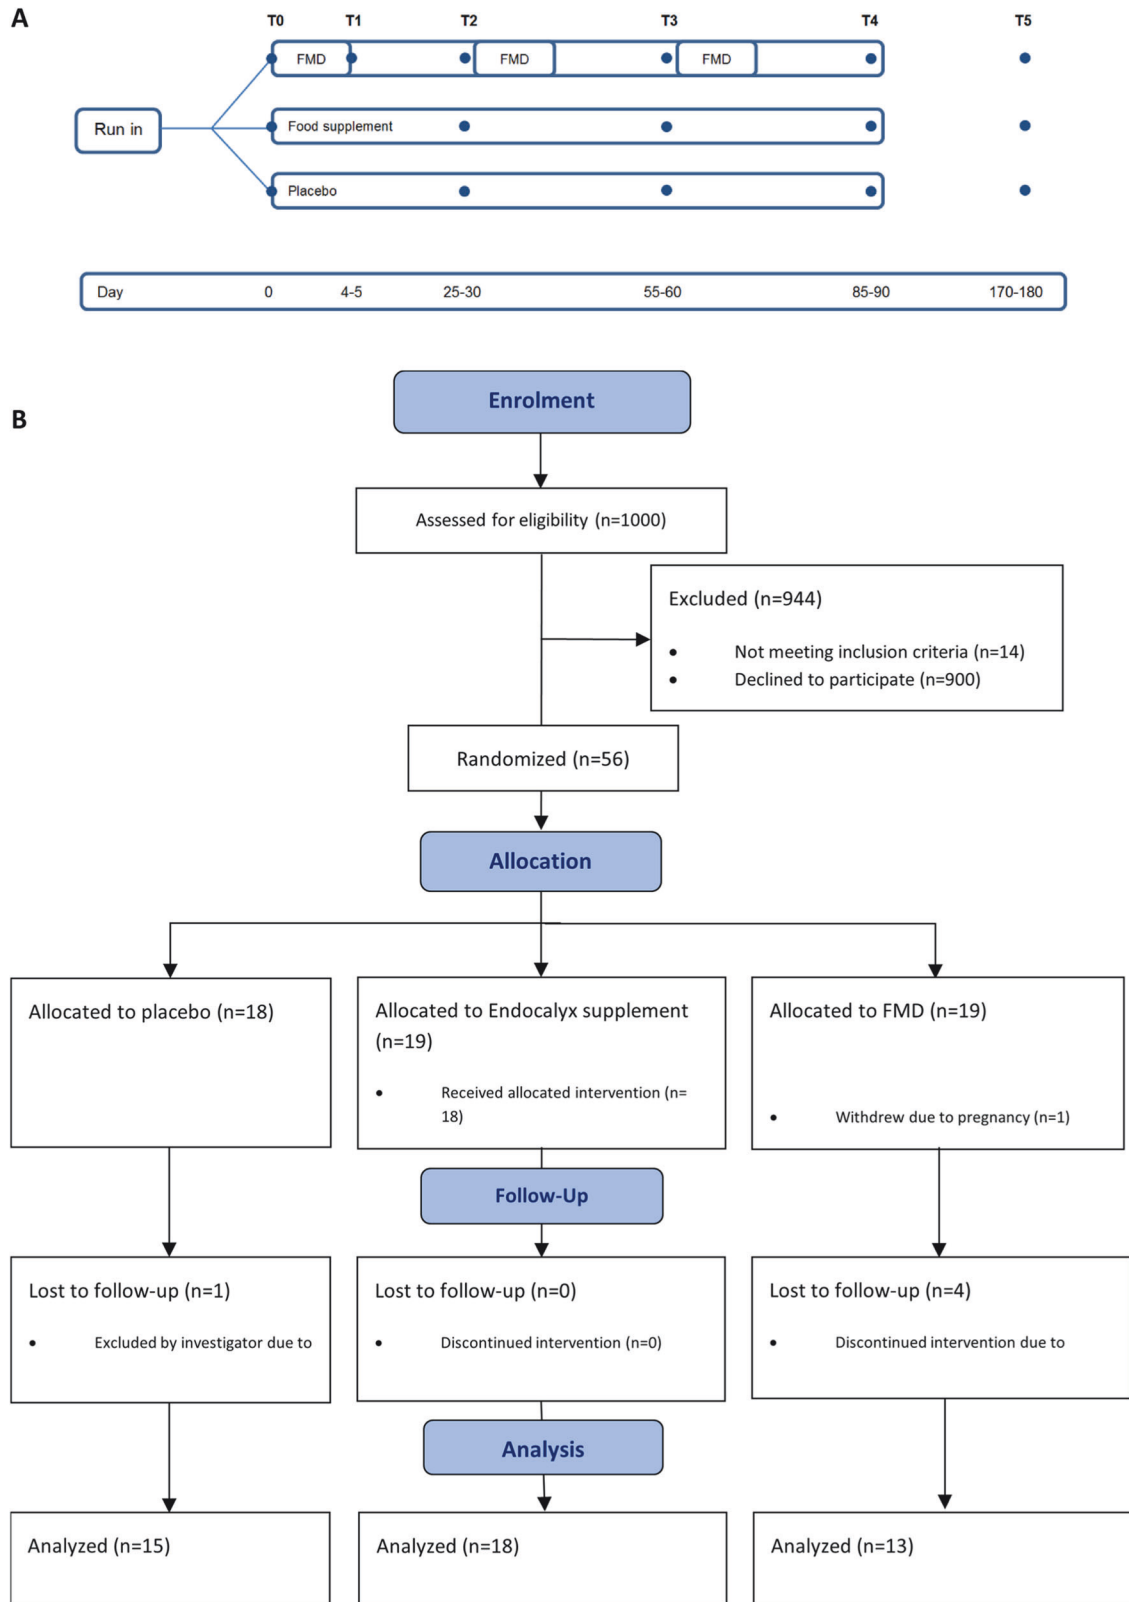 A
T0 T1 T2 T3 T4 T5
FMD FMD FMD
Run in
Food supplement
Placebo
Day 0 4-5 25-30 55-60 85-90 170-180
B
Enrolment
Assessed for eligibility (n=1000)
Excluded (n=944)
• Not meeting inclusion criteria (n=14)
• Declined to participate (n=900)
Randomized (n=56)
Allocation
Allocated to placebo (n=18)
Allocated to Endocalyx supplement
(n=19)
• Received allocated intervention (n=
18)
Allocated to FMD (n=19)
• Withdrew due to pregnancy (n=1)
Follow-Up
Lost to follow-up (n=1)
• Excluded by investigator due to
Lost to follow-up (n=0)
• Discontinued intervention (n=0)
Lost to follow-up (n=4)
• Discontinued intervention due to
Analysis
Analyzed (n=15)
Analyzed (n=18)
Analyzed (n=13)